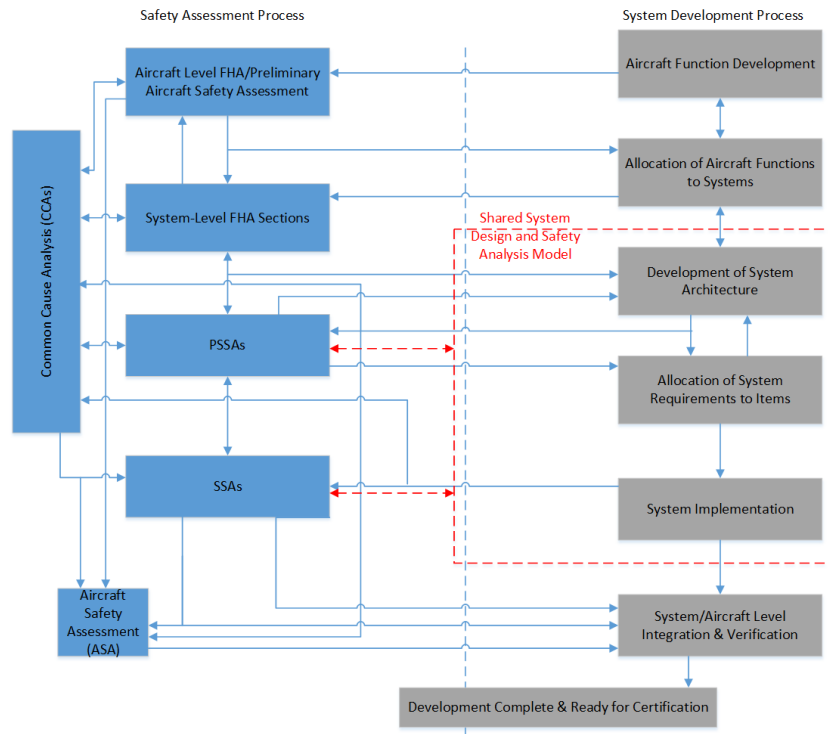 Safety Assessment Process
System Development Process
Aircraft Level FHA/Preliminary
Aircraft Safety Assessment
Aircraft Function Development
Common Cause Analysis (CCAs)
Allocation of Aircraft Functions
to Systems
System-Level FHA Sections
Shared System
Design and Safety
Analysis Model
Development of System
Architecture
PSSAs
Allocation of System
Requirements to Items
SSAs
System Implementation
Aircraft
Safety
Assessment
(ASA)
System/Aircraft Level
Integration & Verification
Development Complete & Ready for Certification